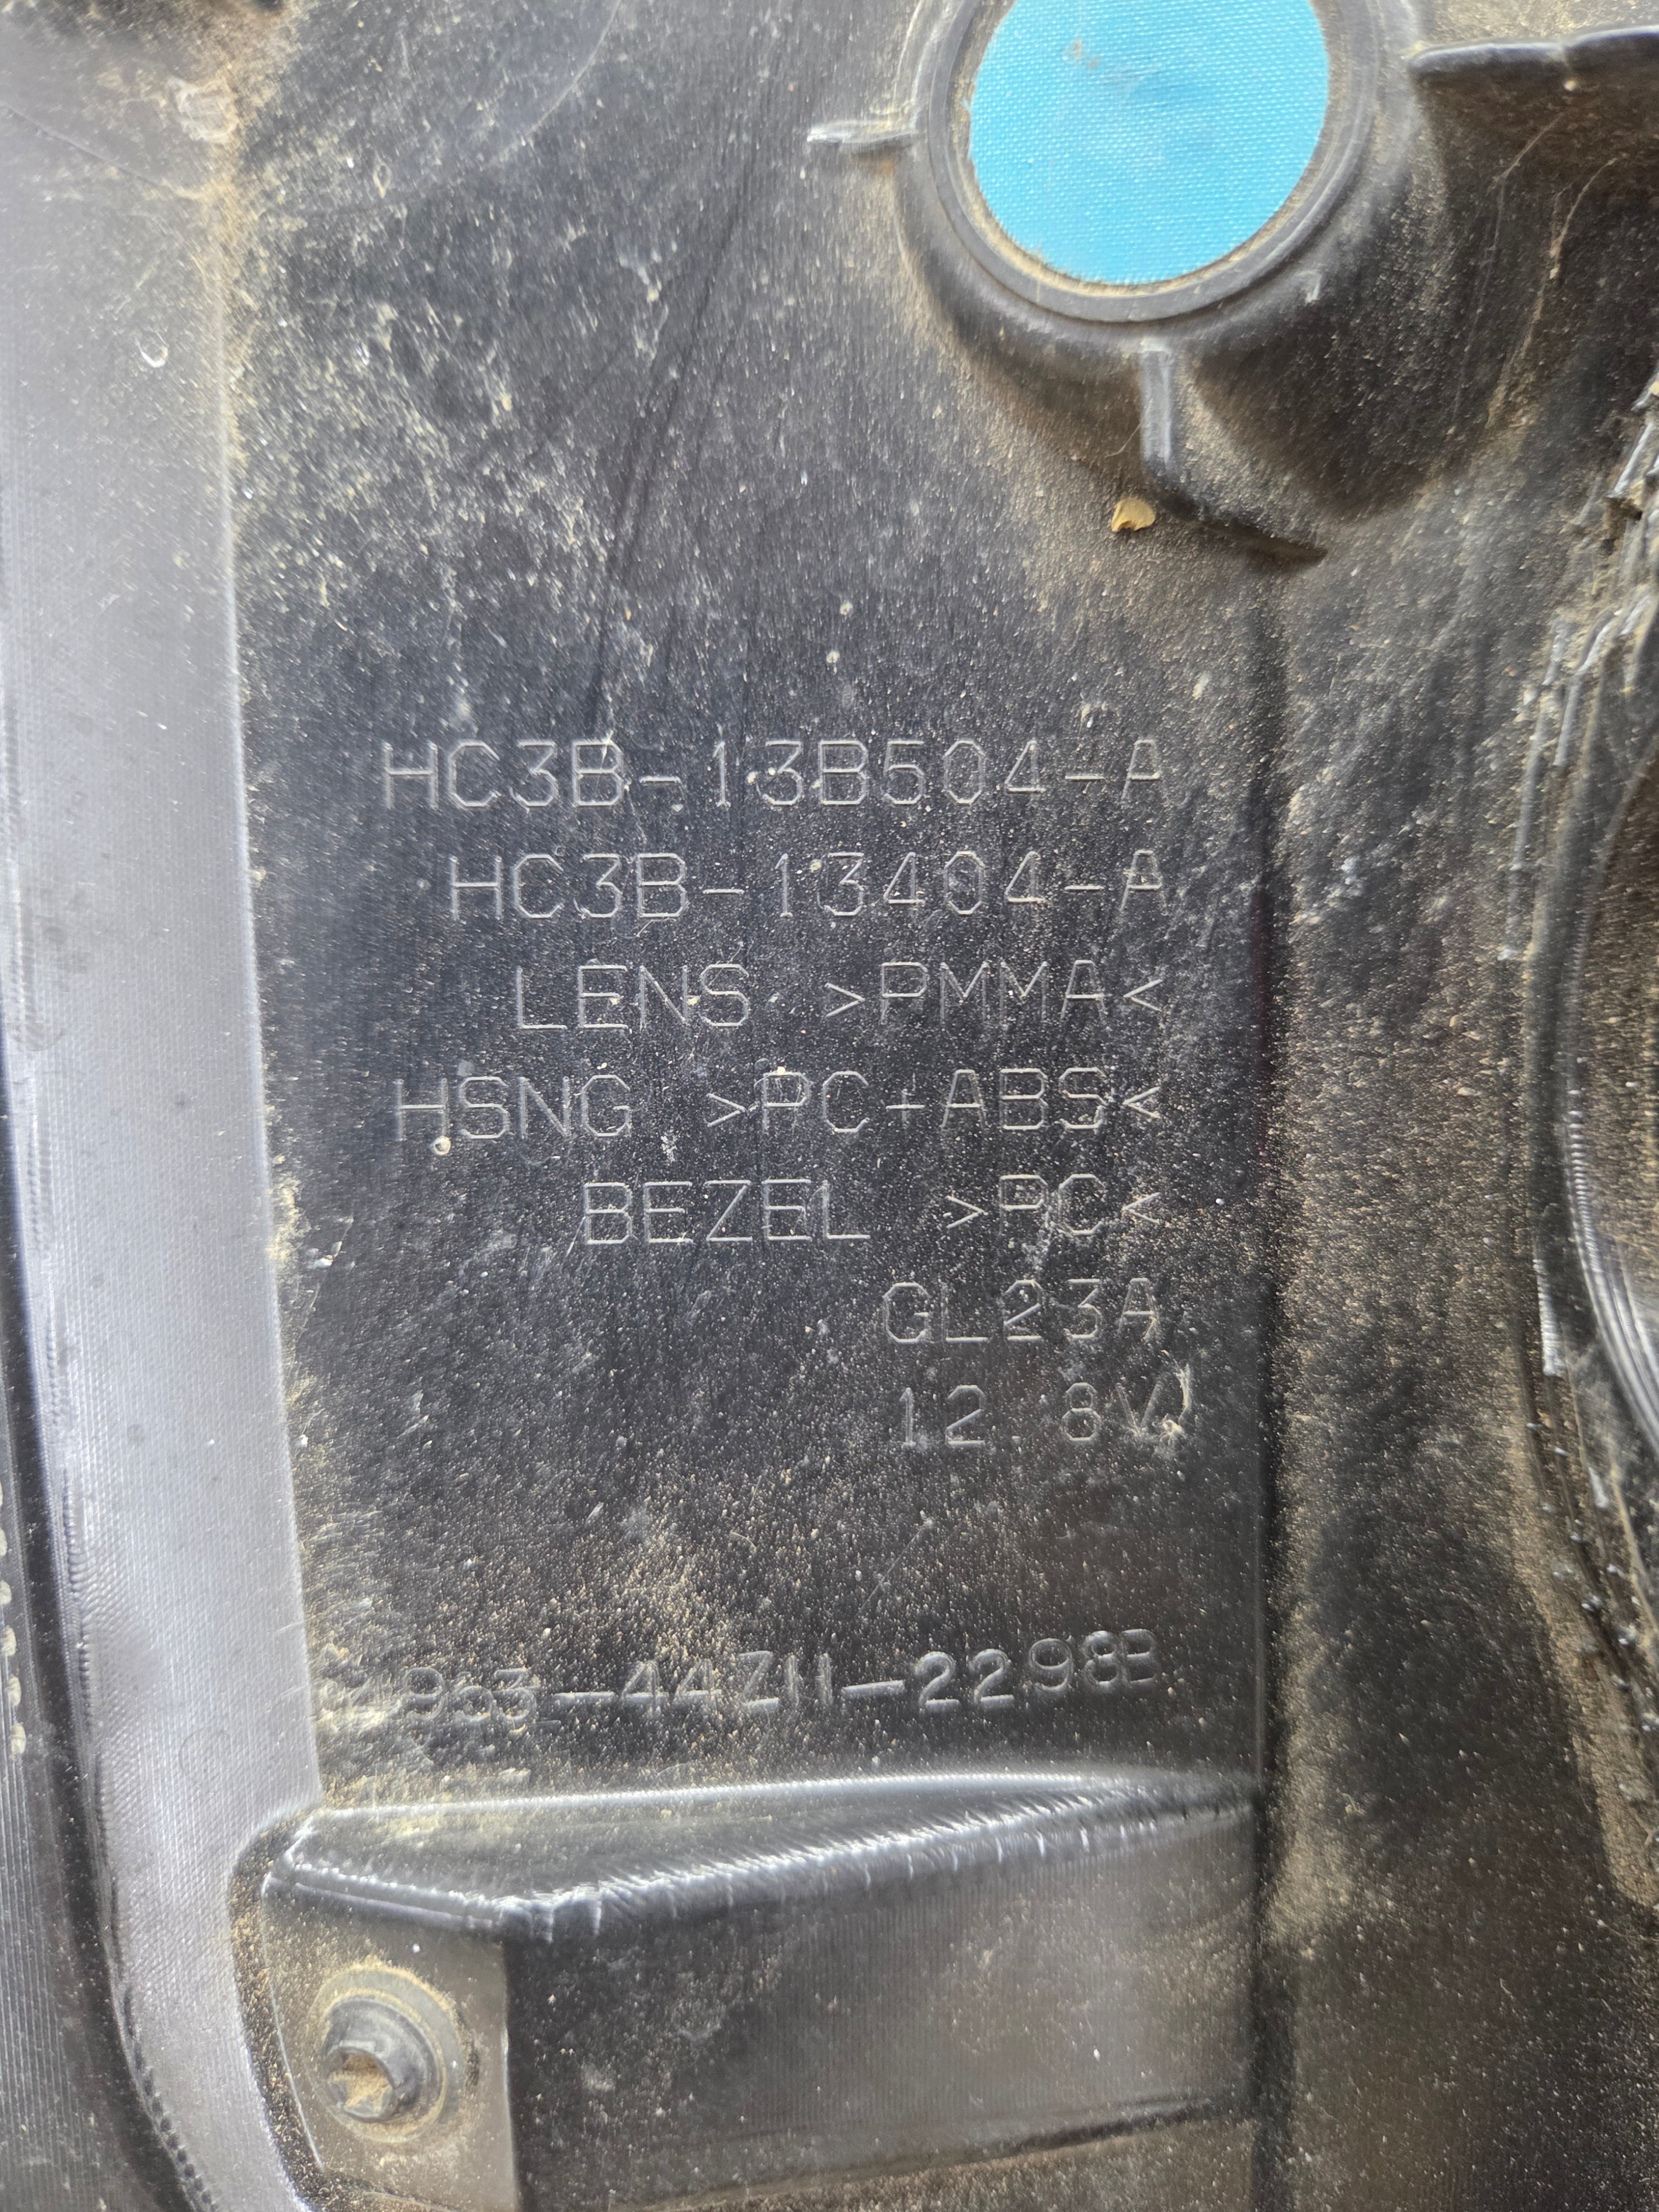 HC3B-13B504-A
HC3B-13404-A
LENS >PMMA<
HSNG >PC+ABS<
BEZEL >PC<
GL23A
12.8V